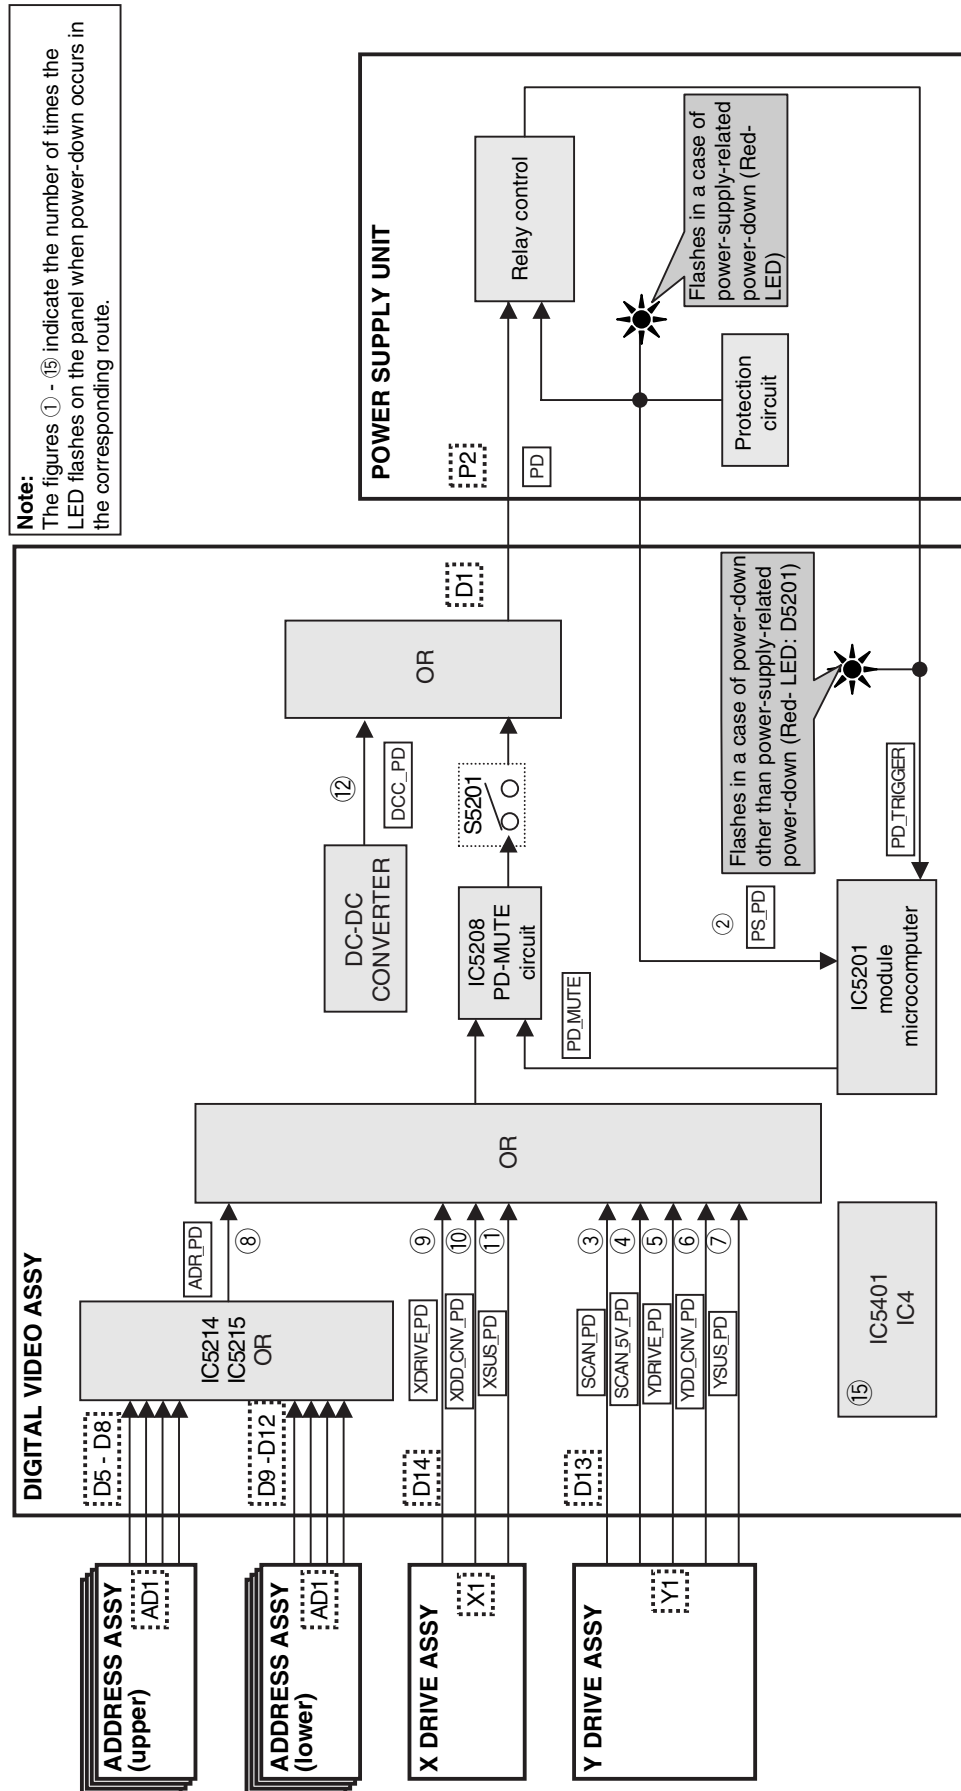 Note:
The figures ① - ⑮ indicate the number of times the
LED flashes on the panel when power-down occurs in
the corresponding route.
DIGITAL VIDEO ASSY
POWER SUPPLY UNIT
ADDRESS ASSY
(upper)
AD1
D5 - D8
ADDRESS ASSY
(lower)
AD1
D9 -D12
IC5214
IC5215
OR
ADR_PD
⑧
X DRIVE ASSY
X1
D14
XDRIVE_PD
⑨
XDD_CNV_PD
⑩
XSUS_PD
⑪
Y DRIVE ASSY
Y1
D13
SCAN_PD
③
SCAN_5V_PD
④
YDRIVE_PD
⑤
YDD_CNV_PD
⑥
YSUS_PD
⑦
OR
DC-DC
CONVERTER
⑫
DCC_PD
IC5208
PD-MUTE
circuit
PD_MUTE
S5201
OR
D1
P2
PD
Relay control
Protection
circuit
Flashes in a case of
power-supply-related
power-down (Red-
LED)
②
PS_PD
Flashes in a case of power-down
other than power-supply-related
power-down (Red- LED: D5201)
PD_TRIGGER
IC5201
module
microcomputer
⑮
IC5401
IC4